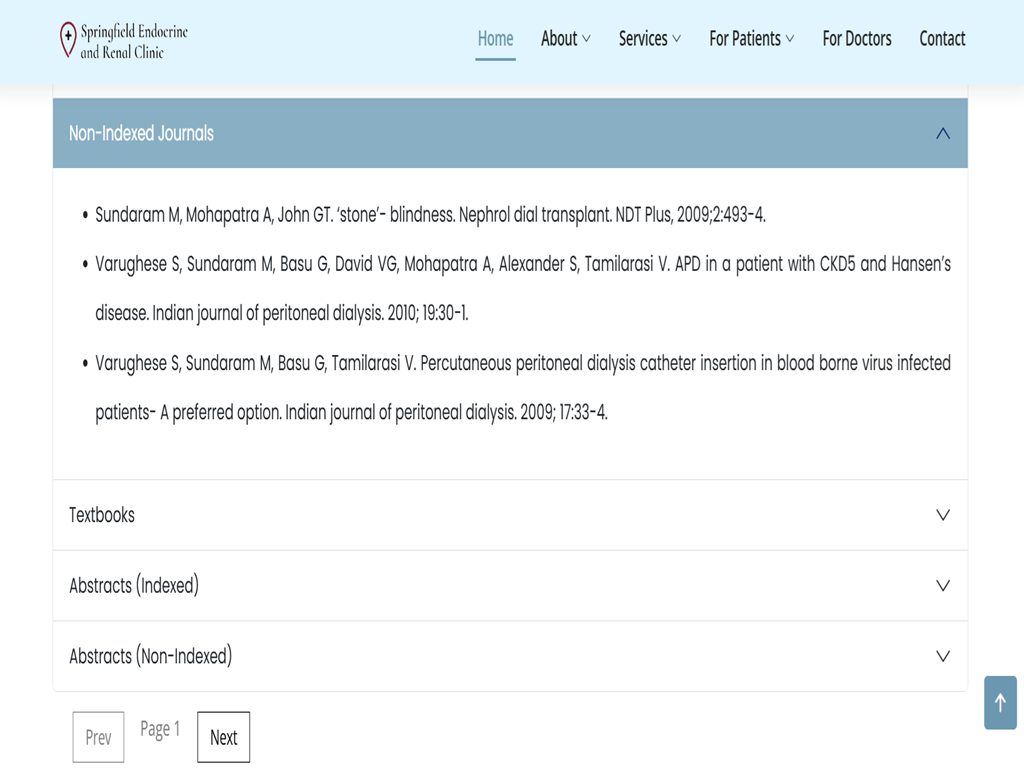 Springfield Endocrine
and Renal Clinic
Home About Services For Patients For Doctors Contact
Non-Indexed Journals
• Sundaram M, Mohapatra A, John GT. ‘stone’- blindness. Nephrol dial transplant. NDT Plus, 2009;2:493-4.
• Varughese S, Sundaram M, Basu G, David VG, Mohapatra A, Alexander S, Tamilarasi V. APD in a patient with CKD5 and Hansen’s
disease. Indian journal of peritoneal dialysis. 2010; 19:30-1.
• Varughese S, Sundaram M, Basu G, Tamilarasi V. Percutaneous peritoneal dialysis catheter insertion in blood borne virus infected
patients- A preferred option. Indian journal of peritoneal dialysis. 2009; 17:33-4.
Textbooks
Abstracts (Indexed)
Abstracts (Non-Indexed)
Prev Page 1 Next